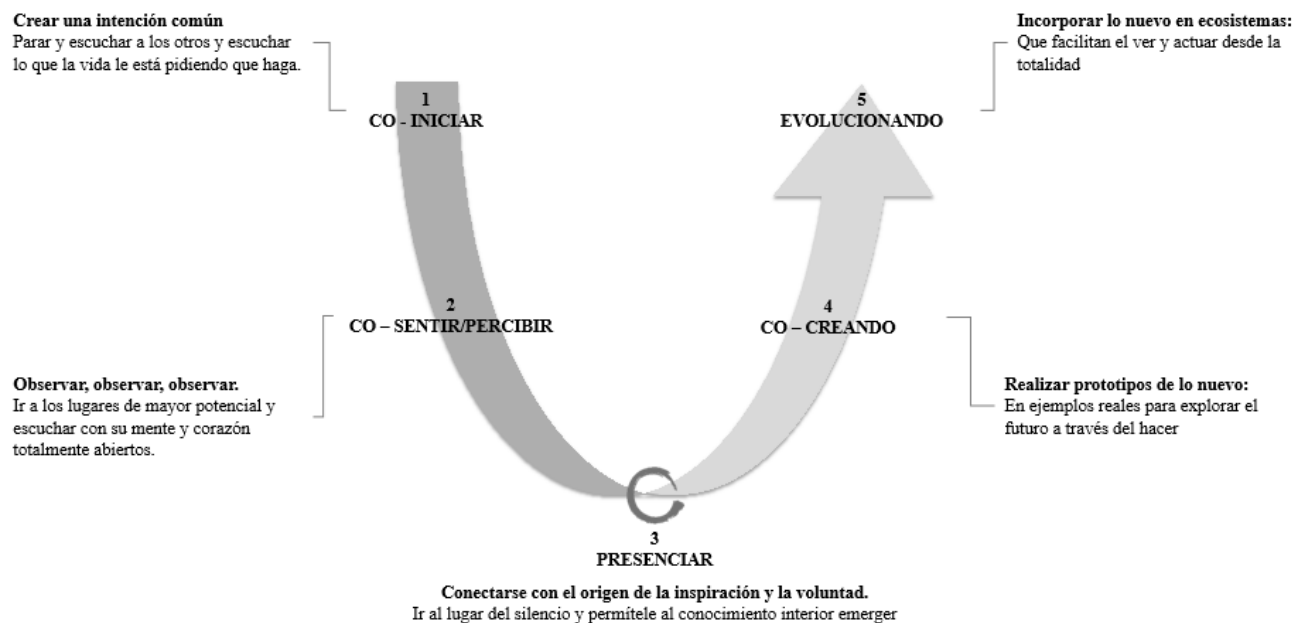 Crear una intención común
Parar y escuchar a los otros y escuchar
lo que la vida le está pidiendo que haga.
1
CO - INICIAR
2
CO – SENTIR/PERCIBIR
Observar, observar, observar.
Ir a los lugares de mayor potencial y
escuchar con su mente y corazón
totalmente abiertos.
3
PRESENCIAR
Conectarse con el origen de la inspiración y la voluntad.
Ir al lugar del silencio y permítele al conocimiento interior emerger
4
CO – CREANDO
Realizar prototipos de lo nuevo:
En ejemplos reales para explorar el
futuro a través del hacer
5
EVOLUCIONANDO
Incorporar lo nuevo en ecosistemas:
Que facilitan el ver y actuar desde la
totalidad